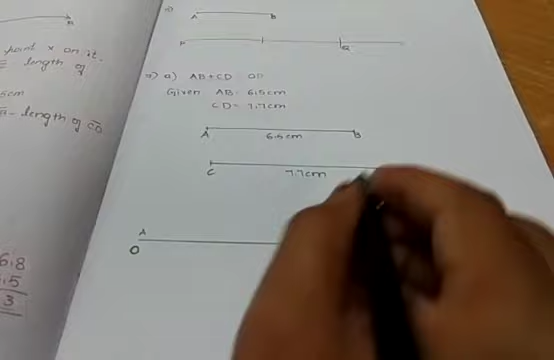 R
point x on it.
length of
5cm
length of CD
6.8
.5
3
A B
P Q
a) AB+CD
Given AB= 6.5cm
CD= 7.7cm
A 6.5cm B
C 7.7cm
A
O